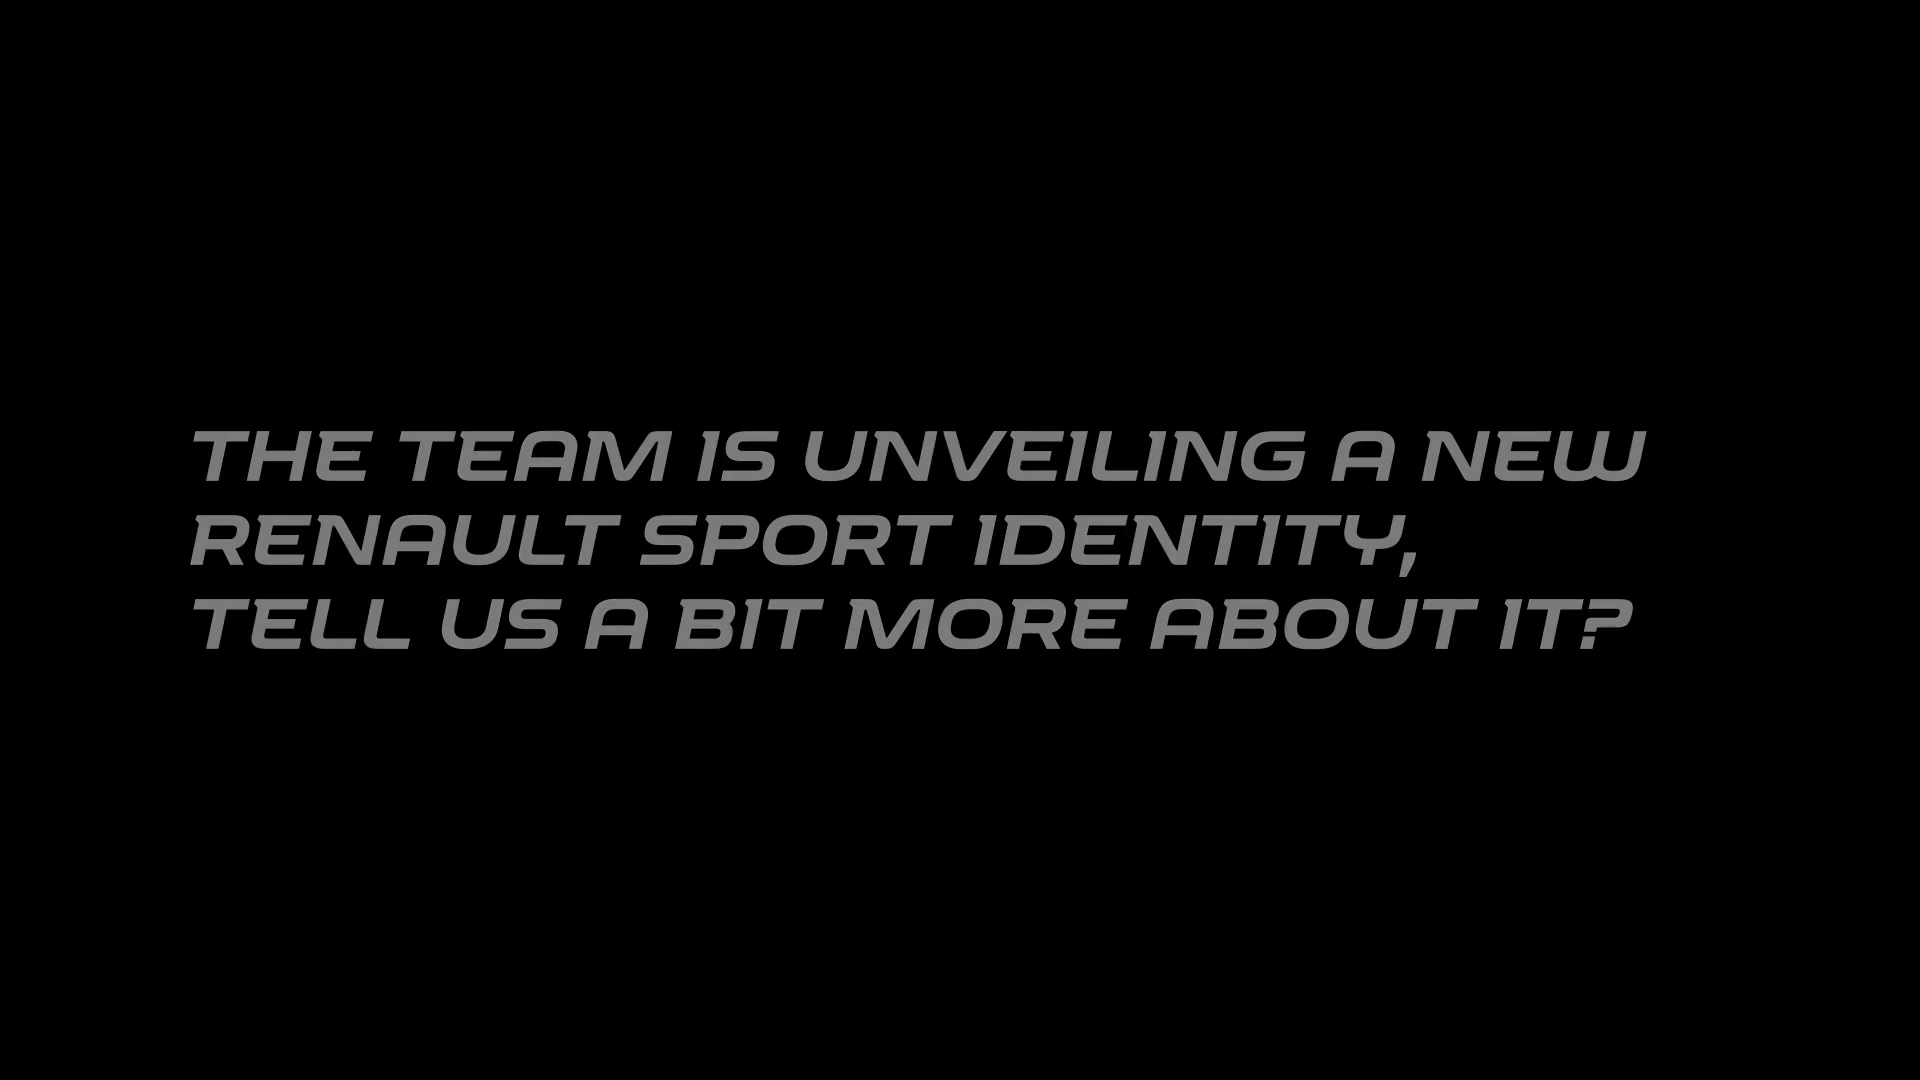 THE TEAM IS UNVEILING A NEW
RENAULT SPORT IDENTITY,
TELL US A BIT MORE ABOUT IT?